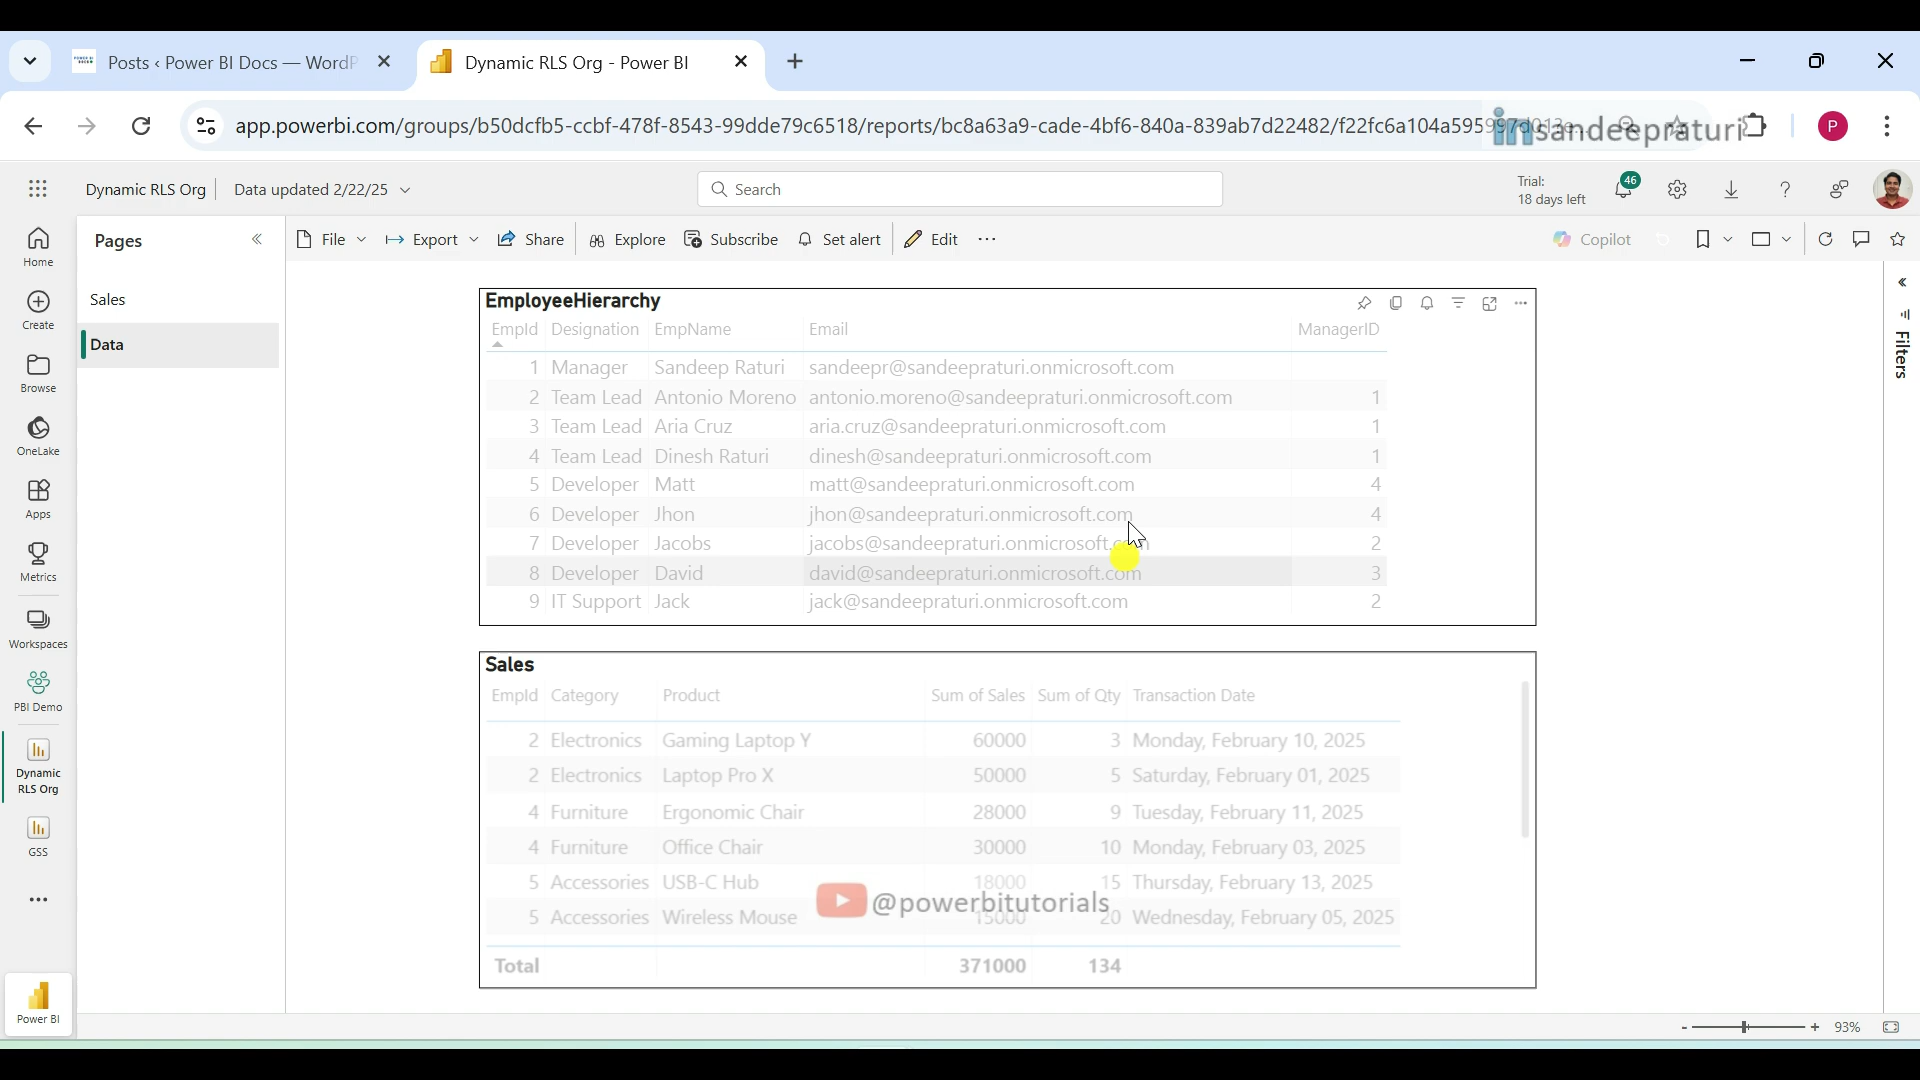 Posts ‹ Power BI Docs — WordP
Dynamic RLS Org - Power BI
app.powerbi.com/groups/b50dcfb5-ccbf-478f-8543-99dde79c6518/reports/bc8a63a9-cade-4bf6-840a-839ab7d22482/f22fc6a104a595
in sandeepraturi
P
Dynamic RLS Org
Data updated 2/22/25
Search
Trial:
18 days left
46
Pages
File
Export
Share
Explore
Subscribe
Set alert
Edit
Copilot
Home
Create
Browse
OneLake
Apps
Metrics
Workspaces
PBI Demo
Dynamic
RLS Org
GSS
Power BI
Sales
Data
Filters
EmployeeHierarchy
EmpId Designation EmpName Email ManagerID
1 Manager Sandeep Raturi sandeepr@sandeepraturi.onmicrosoft.com
2 Team Lead Antonio Moreno antonio.moreno@sandeepraturi.onmicrosoft.com 1
3 Team Lead Aria Cruz aria.cruz@sandeepraturi.onmicrosoft.com 1
4 Team Lead Dinesh Raturi dinesh@sandeepraturi.onmicrosoft.com 1
5 Developer Matt matt@sandeepraturi.onmicrosoft.com 4
6 Developer Jhon jhon@sandeepraturi.onmicrosoft.com 4
7 Developer Jacobs jacobs@sandeepraturi.onmicrosoft.com 2
8 Developer David david@sandeepraturi.onmicrosoft.com 3
9 IT Support Jack jack@sandeepraturi.onmicrosoft.com 2
Sales
EmpId Category Product Sum of Sales Sum of Qty Transaction Date
2 Electronics Gaming Laptop Y 60000 3 Monday, February 10, 2025
2 Electronics Laptop Pro X 50000 5 Saturday, February 01, 2025
4 Furniture Ergonomic Chair 28000 9 Tuesday, February 11, 2025
4 Furniture Office Chair 30000 10 Monday, February 03, 2025
5 Accessories USB-C Hub 18000 15 Thursday, February 13, 2025
5 Accessories Wireless Mouse 15000 20 Wednesday, February 05, 2025
@powerbitutorials
Total 371000 134
93%